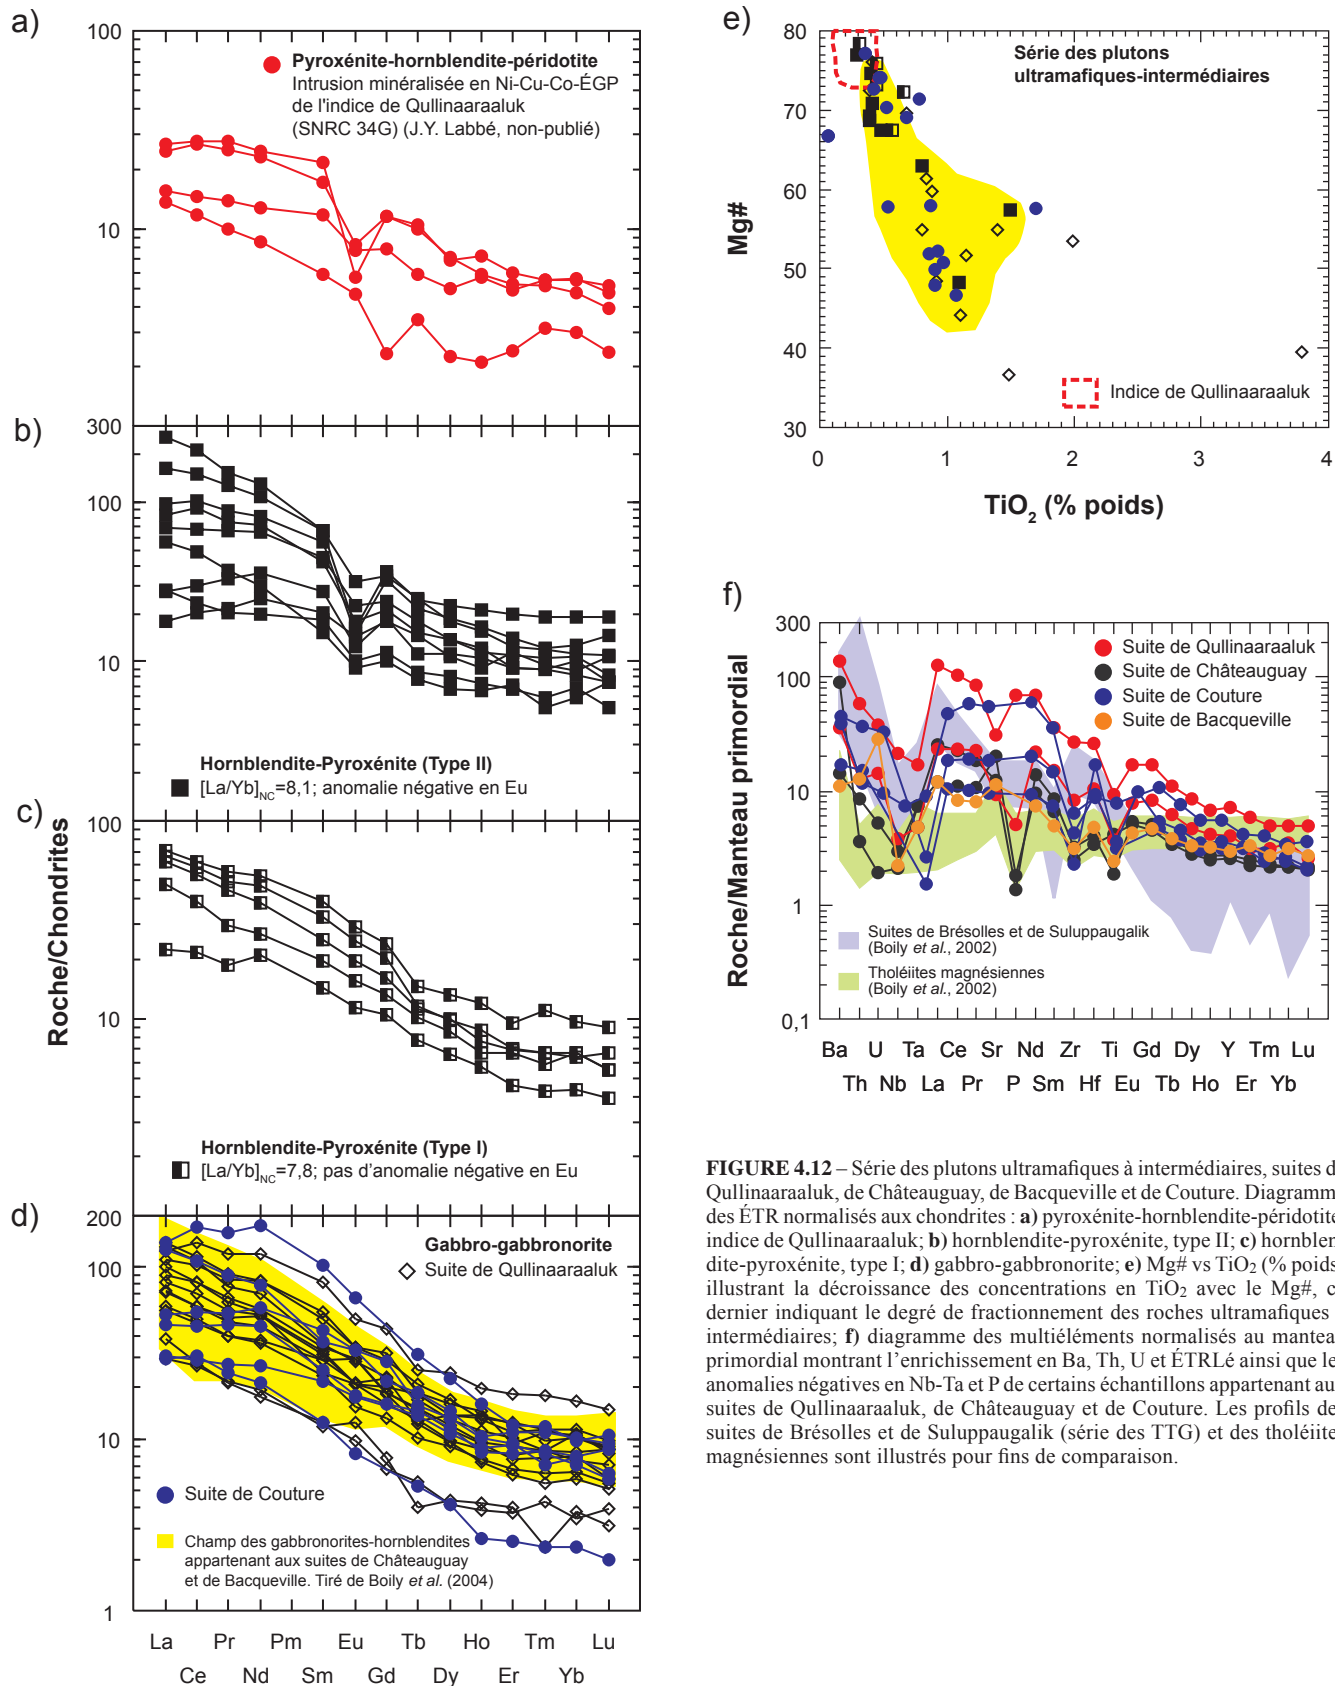 a)
100
10
Pyroxénite-hornblendite-péridotite
Intrusion minéralisée en Ni-Cu-Co-ÉGP
de l'indice de Qullinaaraaluk
(SNRC 34G) (J.Y. Labbé, non-publié)
b)
300
100
10
Hornblendite-Pyroxénite (Type II)
[La/Yb]NC=8,1; anomalie négative en Eu
c)
100
10
Roche/Chondrites
Hornblendite-Pyroxénite (Type I)
[La/Yb]NC=7,8; pas d'anomalie négative en Eu
d)
200
100
10
1
Gabbro-gabbronorite
Suite de Qullinaaraaluk
Suite de Couture
Champ des gabbronorites-hornblendites
appartenant aux suites de Châteauguay
et de Bacqueville. Tiré de Boily et al. (2004)
La Pr Pm Eu Tb Ho Tm Lu
Ce Nd Sm Gd Dy Er Yb
e)
80
70
60
50
40
30
Mg#
Série des plutons
ultramafiques-intermédiaires
Indice de Qullinaaraaluk
0 1 2 3 4
TiO2 (% poids)
f)
300
100
10
1
0,1
Roche/Manteau primordial
Suite de Qullinaaraaluk
Suite de Châteauguay
Suite de Couture
Suite de Bacqueville
Suites de Brésolles et de Suluppaugalik
(Boily et al., 2002)
Tholéiites magnésiennes
(Boily et al., 2002)
Ba U Ta Ce Sr Nd Zr Ti Gd Dy Y Tm Lu
Th Nb La Pr P Sm Hf Eu Tb Ho Er Yb
FIGURE 4.12 – Série des plutons ultramafiques à intermédiaires, suites d
Qullinaaraaluk, de Châteauguay, de Bacqueville et de Couture. Diagramm
des ÉTR normalisés aux chondrites : a) pyroxénite-hornblendite-péridotite
indice de Qullinaaraaluk; b) hornblendite-pyroxénite, type II; c) hornblen
dite-pyroxénite, type I; d) gabbro-gabbronorite; e) Mg# vs TiO2 (% poids
illustrant la décroissance des concentrations en TiO2 avec le Mg#, c
dernier indiquant le degré de fractionnement des roches ultramafiques
intermédiaires; f) diagramme des multiéléments normalisés au mantea
primordial montrant l'enrichissement en Ba, Th, U et ÉTRLé ainsi que le
anomalies négatives en Nb-Ta et P de certains échantillons appartenant au
suites de Qullinaaraaluk, de Châteauguay et de Couture. Les profils de
suites de Brésolles et de Suluppaugalik (série des TTG) et des tholéiite
magnésiennes sont illustrés pour fins de comparaison.